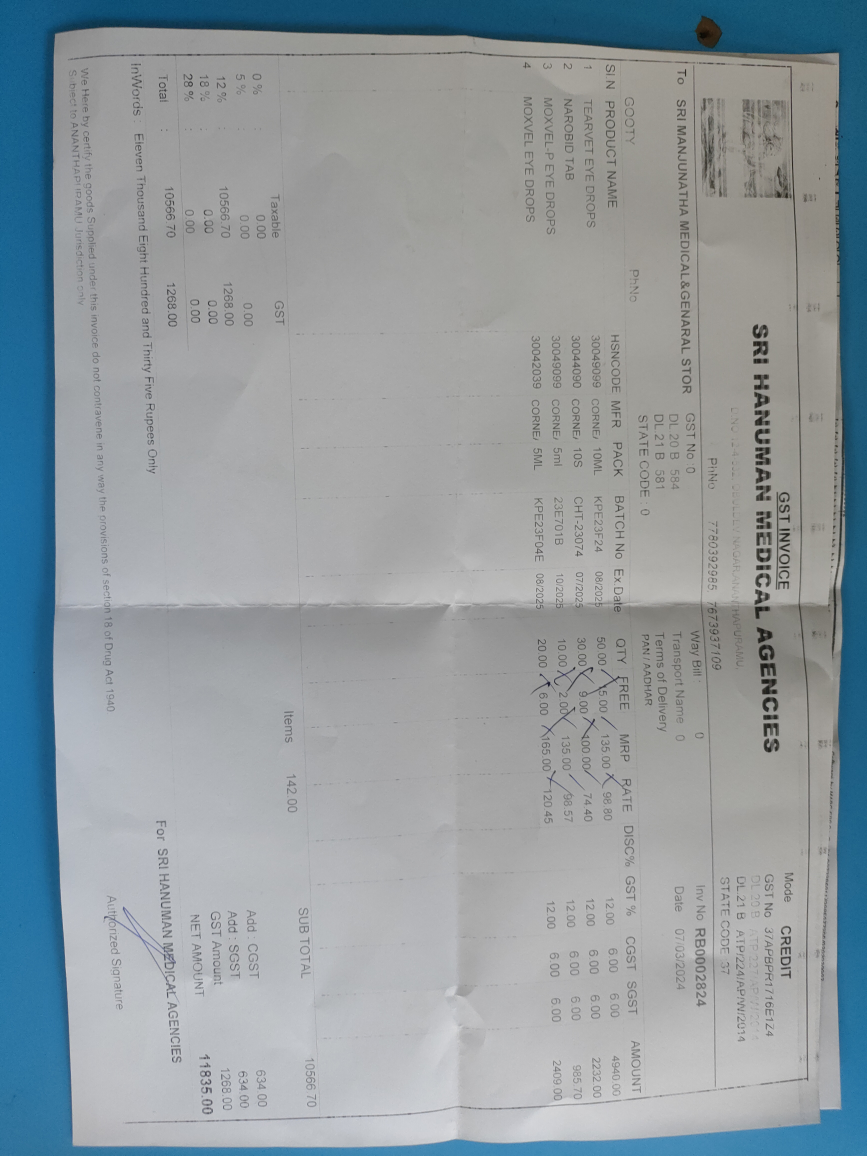 GST INVOICE
Mode CREDIT
SRI HANUMAN MEDICAL AGENCIES
GST No 37APBPR1716E1Z4
DL 21 B ATP/224/AP/W/2014
PhNo 7780392985 7673937109
STATE CODE 37
To SRI MANJUNATHA MEDICAL&GENARAL STOR
GST No :0
Way Bill : 0
Inv No RB0002824
DL 20 B 584
Transport Name 0
Date 07/03/2024
DL 21 B 581
Terms of Delivery
GOOTY
PhNo
STATE CODE : 0
PAN / AADHAR
Sl N PRODUCT NAME HSNCODE MFR PACK BATCH No Ex.Date QTY FREE MRP RATE DISC% GST % CGST SGST AMOUNT
1 TEARVET EYE DROPS 30049099 CORNE/ 10ML KPE23F24 08/2025 50.00 15.00 135.00 98.80 12.00 6.00 6.00 4940.00
2 NAROBID TAB 30044090 CORNE/ 10S CHT-23074 07/2025 30.00 9.00 100.00 74.40 12.00 6.00 6.00 2232.00
3 MOXVEL-P EYE DROPS 30049099 CORNE/ 5ml 23E701B 10/2025 10.00 2.00 135.00 98.57 12.00 6.00 6.00 985.70
4 MOXVEL EYE DROPS 30042039 CORNE/ 5ML KPE23F04E 08/2025 20.00 6.00 165.00 120.45 12.00 6.00 6.00 2409.00
SUB TOTAL 10566.70
Taxable GST Items 142.00
0 % : 0.00 0.00
Add : CGST 634.00
5 % 0.00
Add : SGST 634.00
12 % : 10566.70 1268.00
GST Amount 1268.00
18 % : 0.00 0.00
NET AMOUNT 11835.00
28 % : 0.00 0.00
Total : 10566.70 1268.00
For SRI HANUMAN MEDICAL AGENCIES
InWords : Eleven Thousand Eight Hundred and Thirty Five Rupees Only
Authorized Signature
We Here by certify the goods Supplied under this invoice do not contravene in any way the provisions of section 18 of Drug Act 1940
Subject to ANANTHAPURAMU Jurisdiction only